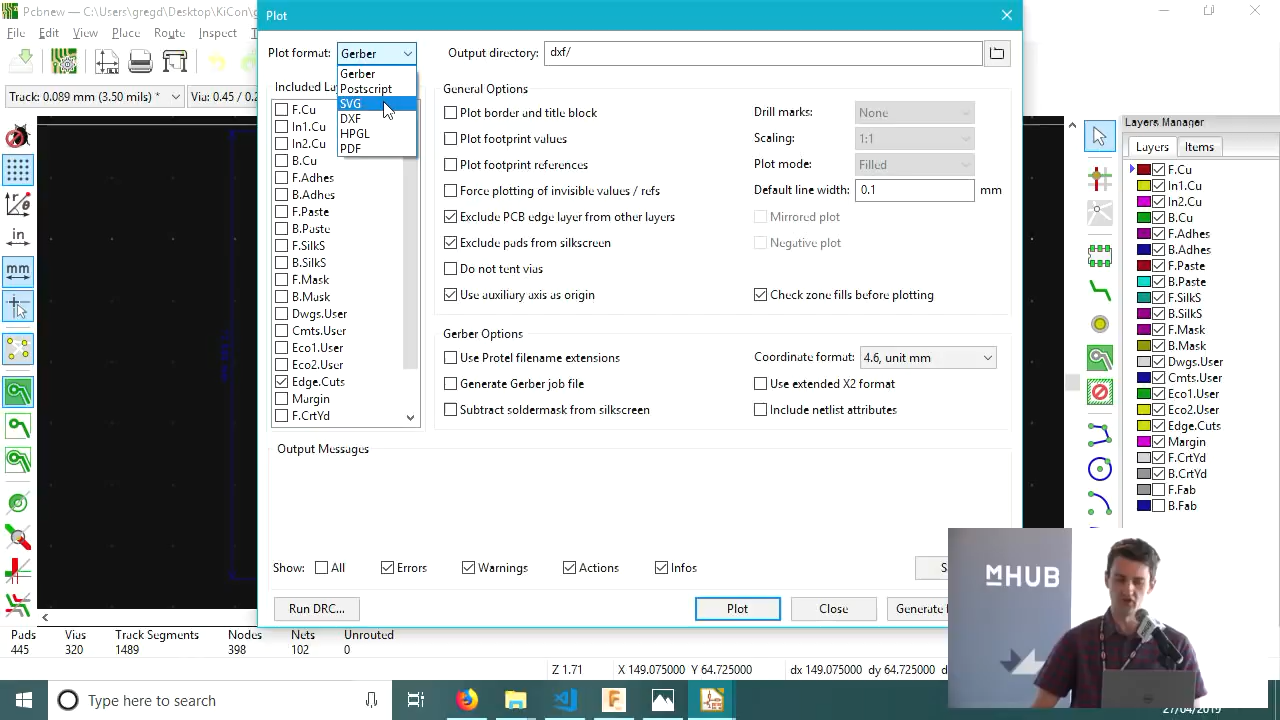 Pcbnew — C:\Users\gregd\Desktop\KiCon\KiC
Plot
File Edit View Place Route Inspect
Track: 0.089 mm (3.50 mil) *
Via: 0.45 / 0.2
Plot format: Gerber
Output directory: dxf/
Gerber
Postscript
SVG
DXF
HPGL
PDF
Included
F.Cu
In1.Cu
In2.Cu
B.Cu
F.Adhes
B.Adhes
F.Paste
B.Paste
F.SilkS
B.SilkS
F.Mask
B.Mask
Dwgs.User
Cmts.User
Eco1.User
Eco2.User
Edge.Cuts
Margin
F.CrtYd
General Options
Plot border and title block
Plot footprint values
Plot footprint references
Force plotting of invisible values / refs
Exclude PCB edge layer from other layers
Exclude pads from silkscreen
Do not tent vias
Use auxiliary axis as origin
Drill marks: None
Scaling: 1:1
Plot mode: Filled
Default line width: 0.1 mm
Mirrored plot
Negative plot
Check zone fills before plotting
Gerber Options
Use Protel filename extensions
Generate Gerber job file
Subtract soldermask from silkscreen
Coordinate format: 4.6, unit mm
Use extended X2 format
Include netlist attributes
Output Messages
Show: All Errors Warnings Actions Infos
Run DRC...
Plot
Close
Generate
Layers Manager
Layers Items
F.Cu
In1.Cu
In2.Cu
B.Cu
F.Adhes
B.Adhes
F.Paste
B.Paste
F.SilkS
B.SilkS
F.Mask
B.Mask
Dwgs.User
Cmts.User
Eco1.User
Eco2.User
Edge.Cuts
Margin
F.CrtYd
B.CrtYd
F.Fab
B.Fab
in
mm
Pads Vias Track Segments Nodes Nets Unrouted
445 320 1489 398 102 0
Z 1.71 X 149.075000 Y 64.725000 dx 149.075000 dy 64.725000
MHUB
Type here to search
27/04/2019